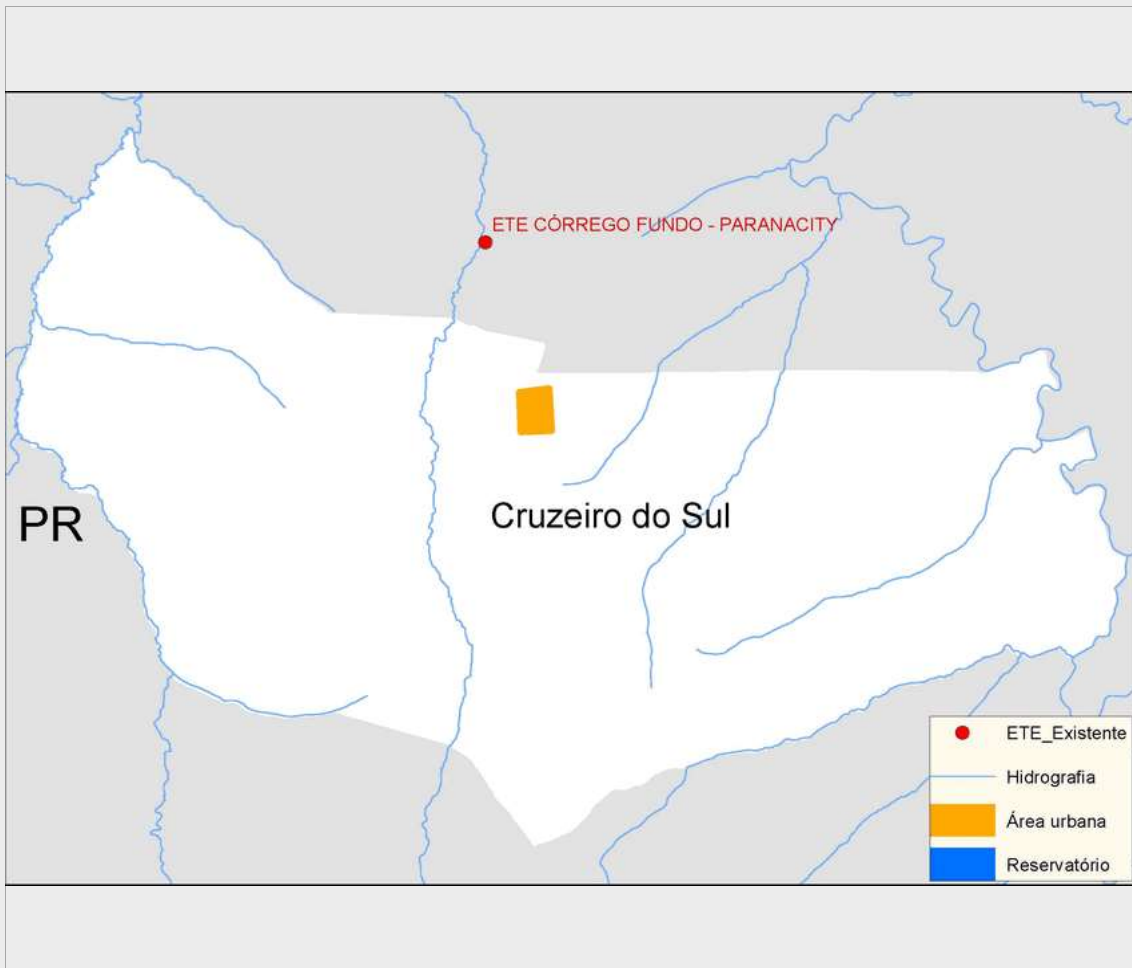 ETE CÓRREGO FUNDO - PARANACITY
Cruzeiro do Sul
PR
ETE_Existente
Hidrografia
Área urbana
Reservatório